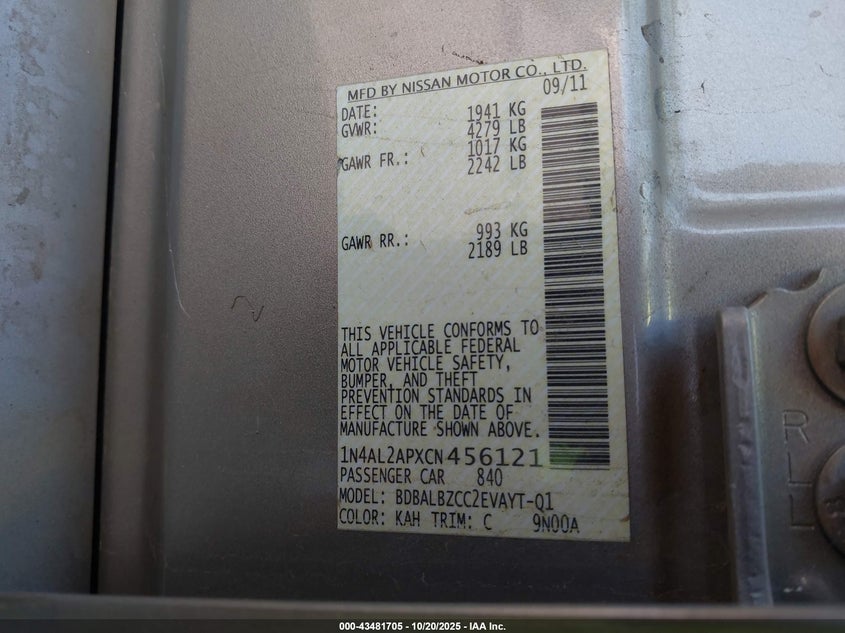 MFD BY NISSAN MOTOR CO., LTD.
DATE: 09/11
GVWR: 1941 KG
4279 LB
GAWR FR.: 1017 KG
2242 LB
GAWR RR.: 993 KG
2189 LB
THIS VEHICLE CONFORMS TO
ALL APPLICABLE FEDERAL
MOTOR VEHICLE SAFETY,
BUMPER, AND THEFT
PREVENTION STANDARDS IN
EFFECT ON THE DATE OF
MANUFACTURE SHOWN ABOVE.
1N4AL2APXCN456121
PASSENGER CAR 840
MODEL: BDBALBZCC2EVAYT-Q1
COLOR: KAH TRIM: C 9N00A
RLL
000-43481705 - 10/20/2025 - IAA Inc.